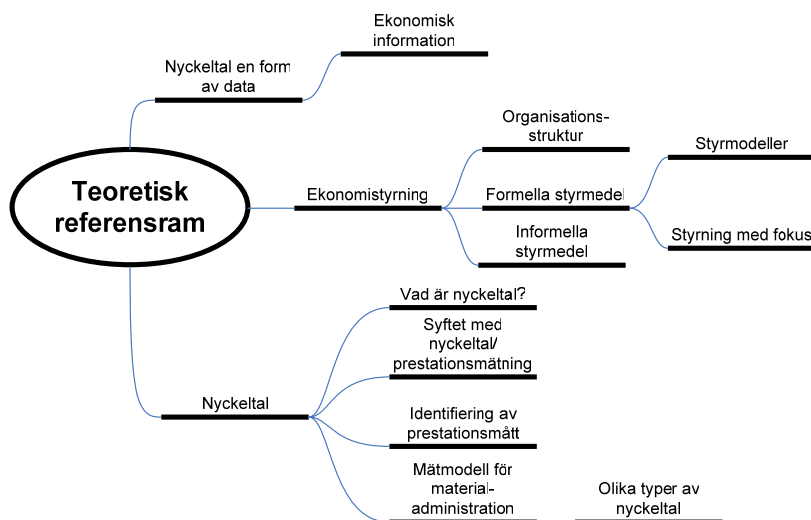 Ekonomisk
information
Nyckeltal en form
av data
Teoretisk
referensram
Ekonomistyrning
Organisations-
struktur
Formella styrmedel
Informella
styrmedel
Styrmodeller
Styrning med fokus
Nyckeltal
Vad är nyckeltal?
Syftet med
nyckeltal/
prestationsmätning
Identifiering av
prestationsmått
Mätmodell för
material-
administration
Olika typer av
nyckeltal